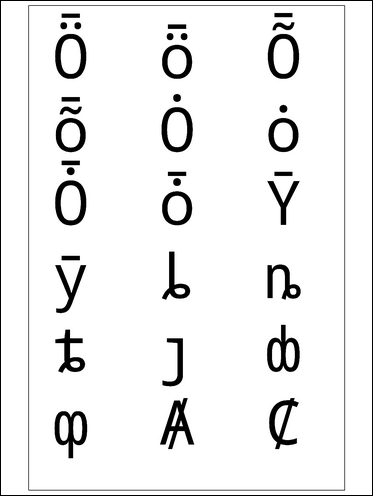 Ȫ ȫ Ȭ
ȭ Ȯ ȯ
Ȱ ȱ Ȳ
ȳ ȴ ȵ
ȶ ȷ ȸ
ȹ Ⱥ Ȼ